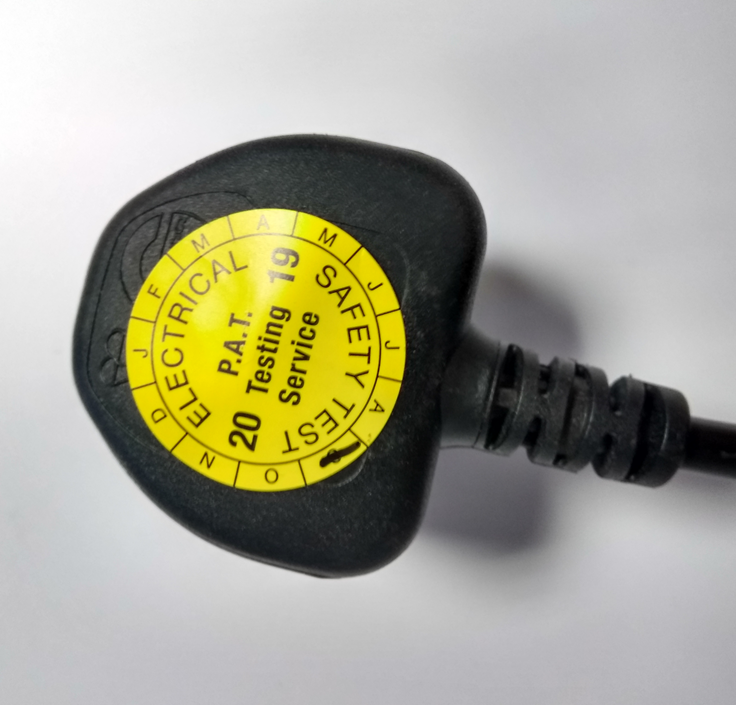 ELECTRICAL SAFETY TEST
P.A.T.
20 Testing 19
Service
J F M A M J J A S O N D